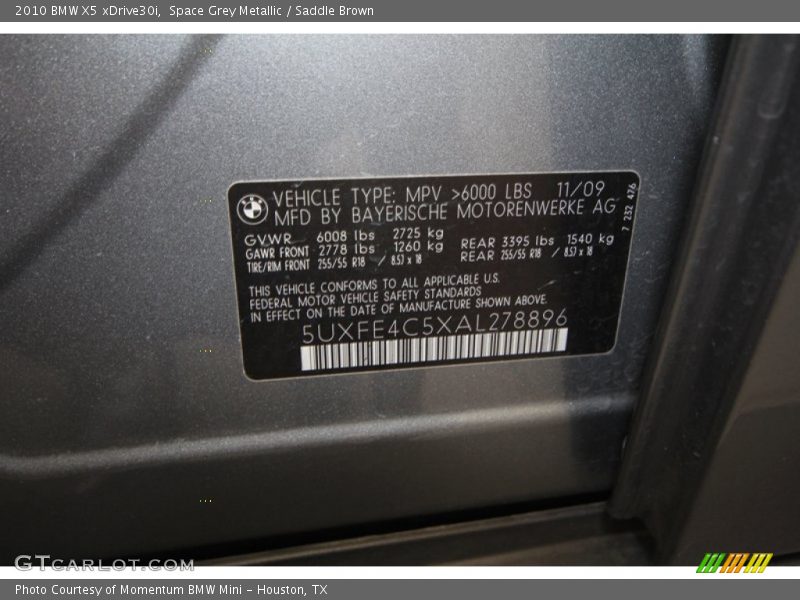 2010 BMW X5 xDrive30i, Space Grey Metallic / Saddle Brown
VEHICLE TYPE: MPV >6000 LBS 11/09
MFD BY BAYERISCHE MOTORENWERKE AG
7 232 476
GVWR 6008 lbs 2725 kg
GAWR FRONT 2778 lbs 1260 kg REAR 3395 lbs 1540 kg
TIRE/RIM FRONT 255/55 R18 / 8.5J x 18 REAR 255/55 R18 / 8.5J x 18
THIS VEHICLE CONFORMS TO ALL APPLICABLE U.S.
FEDERAL MOTOR VEHICLE SAFETY STANDARDS
IN EFFECT ON THE DATE OF MANUFACTURE SHOWN ABOVE.
5UXFE4C5XAL278896
GTCARLOT.COM
Photo Courtesy of Momentum BMW Mini - Houston, TX